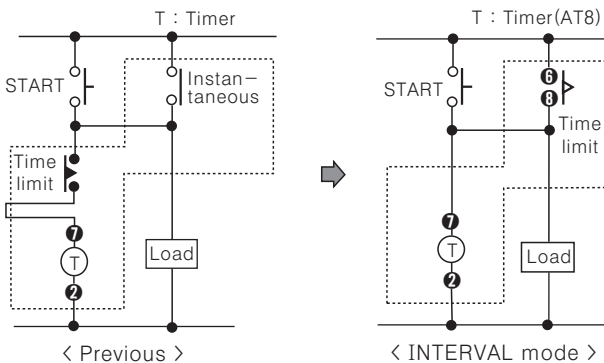 T : Timer
START
Instan-
taneous
Time
limit
7
T
2
Load
< Previous >
T : Timer(AT8)
START
6
8
Time
limit
7
T
2
Load
< INTERVAL mode >